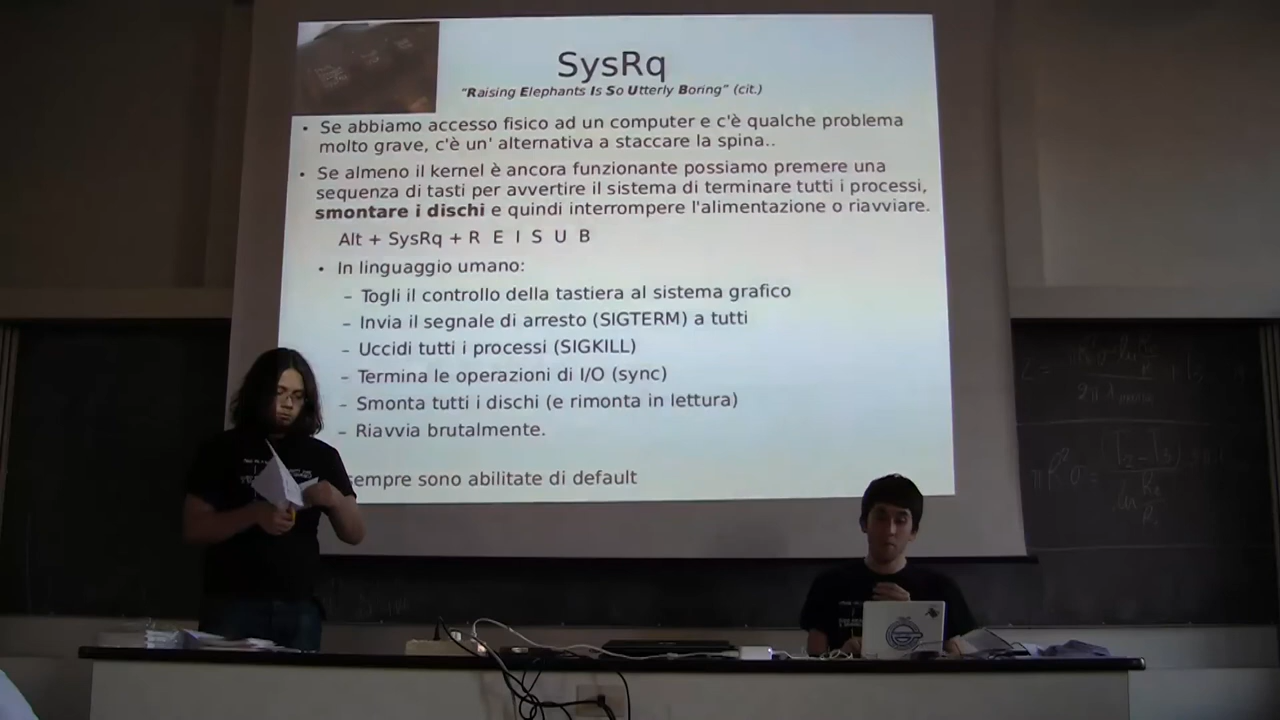 SysRq
“Raising Elephants Is So Utterly Boring” (cit.)
• Se abbiamo accesso fisico ad un computer e c'è qualche problema
molto grave, c'è un' alternativa a staccare la spina..
• Se almeno il kernel è ancora funzionante possiamo premere una
sequenza di tasti per avvertire il sistema di terminare tutti i processi,
smontare i dischi e quindi interrompere l'alimentazione o riavviare.
Alt + SysRq + R E I S U B
• In linguaggio umano:
– Togli il controllo della tastiera al sistema grafico
– Invia il segnale di arresto (SIGTERM) a tutti
– Uccidi tutti i processi (SIGKILL)
– Termina le operazioni di I/O (sync)
– Smonta tutti i dischi (e rimonta in lettura)
– Riavvia brutalmente.
sempre sono abilitate di default